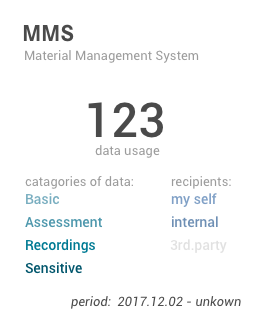 MMS
Material Management System
123
data usage
catagories of data: recipients:
Basic my self
Assessment internal
Recordings 3rd.party
Sensitive
period: 2017.12.02 - unkown